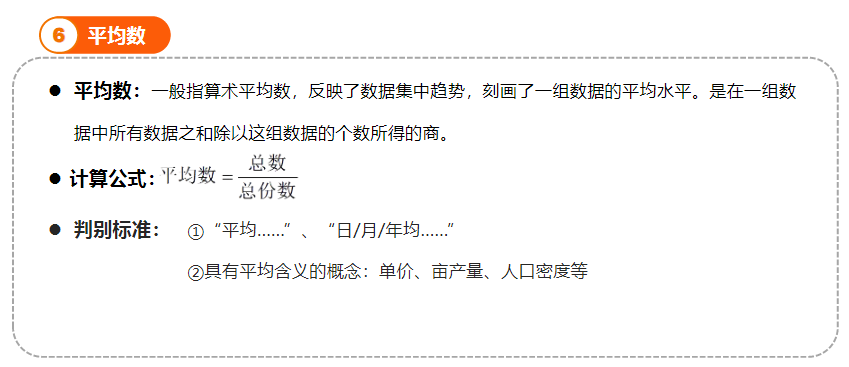 6 平均数
● 平均数：一般指算术平均数，反映了数据集中趋势，刻画了一组数据的平均水平。是在一组数
据中所有数据之和除以这组数据的个数所得的商。
● 计算公式：平均数=总数/总份数
● 判别标准： ①“平均……”、“日/月/年均……”
②具有平均含义的概念：单价、亩产量、人口密度等